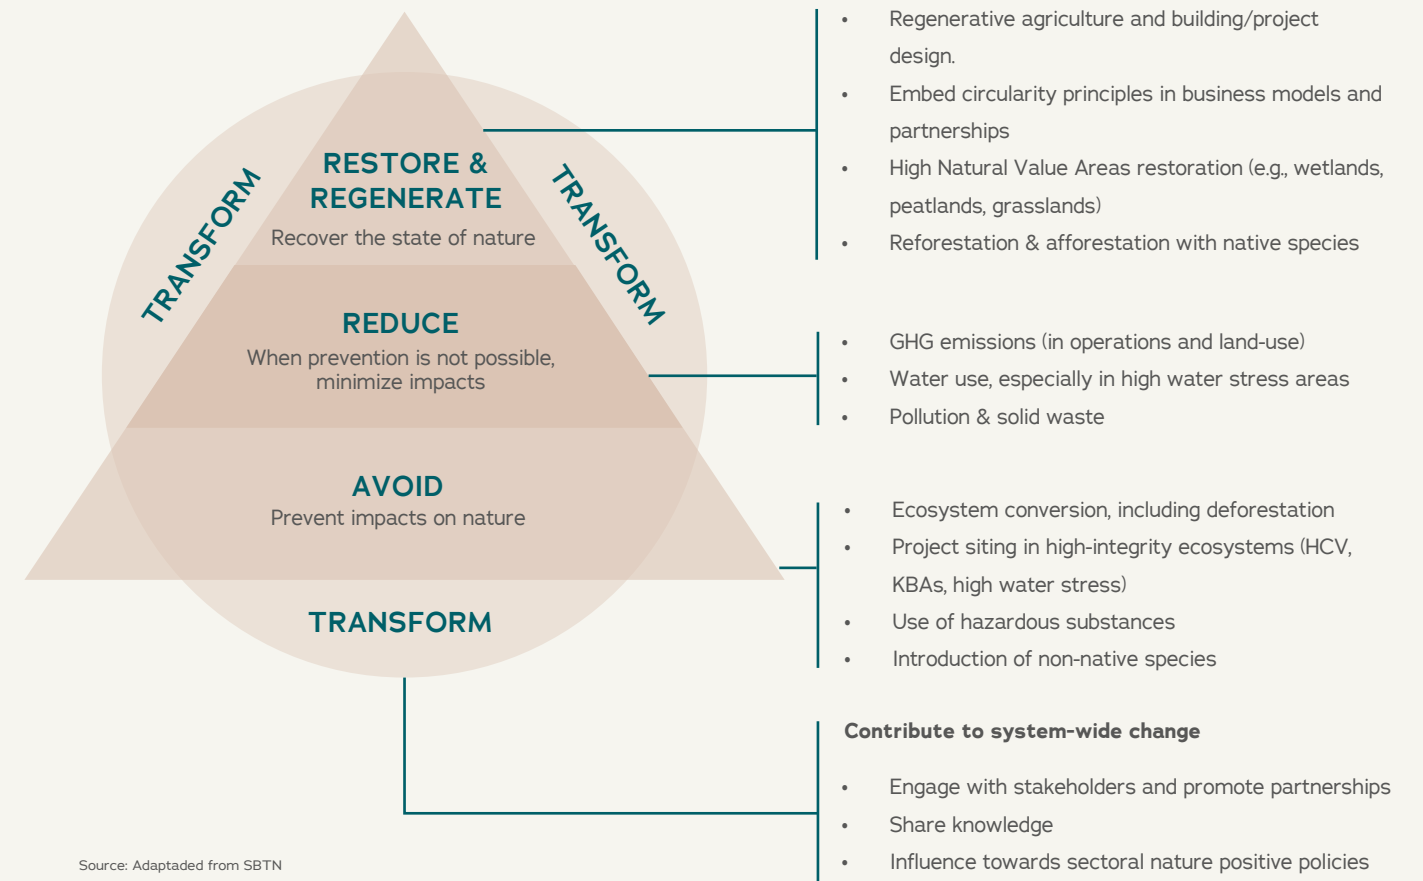 TRANSFORM
RESTORE &
REGENERATE
Recover the state of nature
TRANSFORM
REDUCE
When prevention is not possible,
minimize impacts
AVOID
Prevent impacts on nature
TRANSFORM
• Regenerative agriculture and building/project
design.
• Embed circularity principles in business models and
partnerships
• High Natural Value Areas restoration (e.g., wetlands,
peatlands, grasslands)
• Reforestation & afforestation with native species
• GHG emissions (in operations and land-use)
• Water use, especially in high water stress areas
• Pollution & solid waste
• Ecosystem conversion, including deforestation
• Project siting in high-integrity ecosystems (HCV,
KBAs, high water stress)
• Use of hazardous substances
• Introduction of non-native species
Contribute to system-wide change
• Engage with stakeholders and promote partnerships
• Share knowledge
• Influence towards sectoral nature positive policies
Source: Adaptaded from SBTN